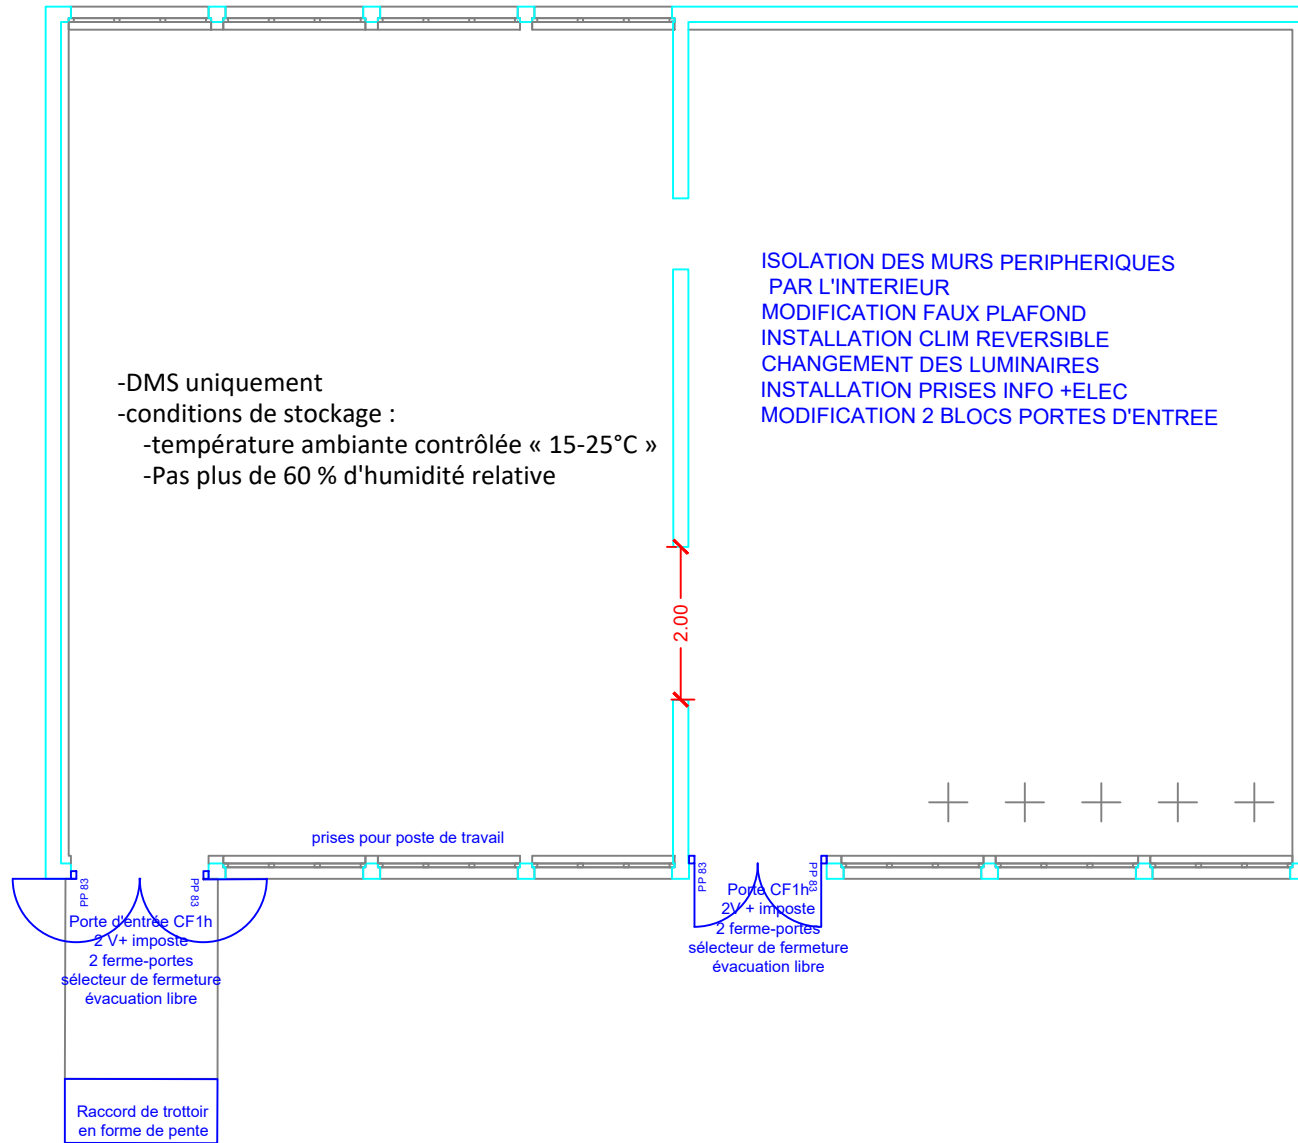 ISOLATION DES MURS PERIPHERIQUES
PAR L'INTERIEUR
MODIFICATION FAUX PLAFOND
INSTALLATION CLIM REVERSIBLE
CHANGEMENT DES LUMINAIRES
INSTALLATION PRISES INFO +ELEC
MODIFICATION 2 BLOCS PORTES D'ENTREE
-DMS uniquement
-conditions de stockage :
-température ambiante contrôlée « 15-25°C »
-Pas plus de 60 % d'humidité relative
2.00
prises pour poste de travail
PP 83
PP 83
Porte d'entrée CF1h
2 V+ imposte
2 ferme-portes
sélecteur de fermeture
évacuation libre
PP 83
PP 83
Porte CF1h
2V + imposte
2 ferme-portes
sélecteur de fermeture
évacuation libre
Raccord de trottoir
en forme de pente